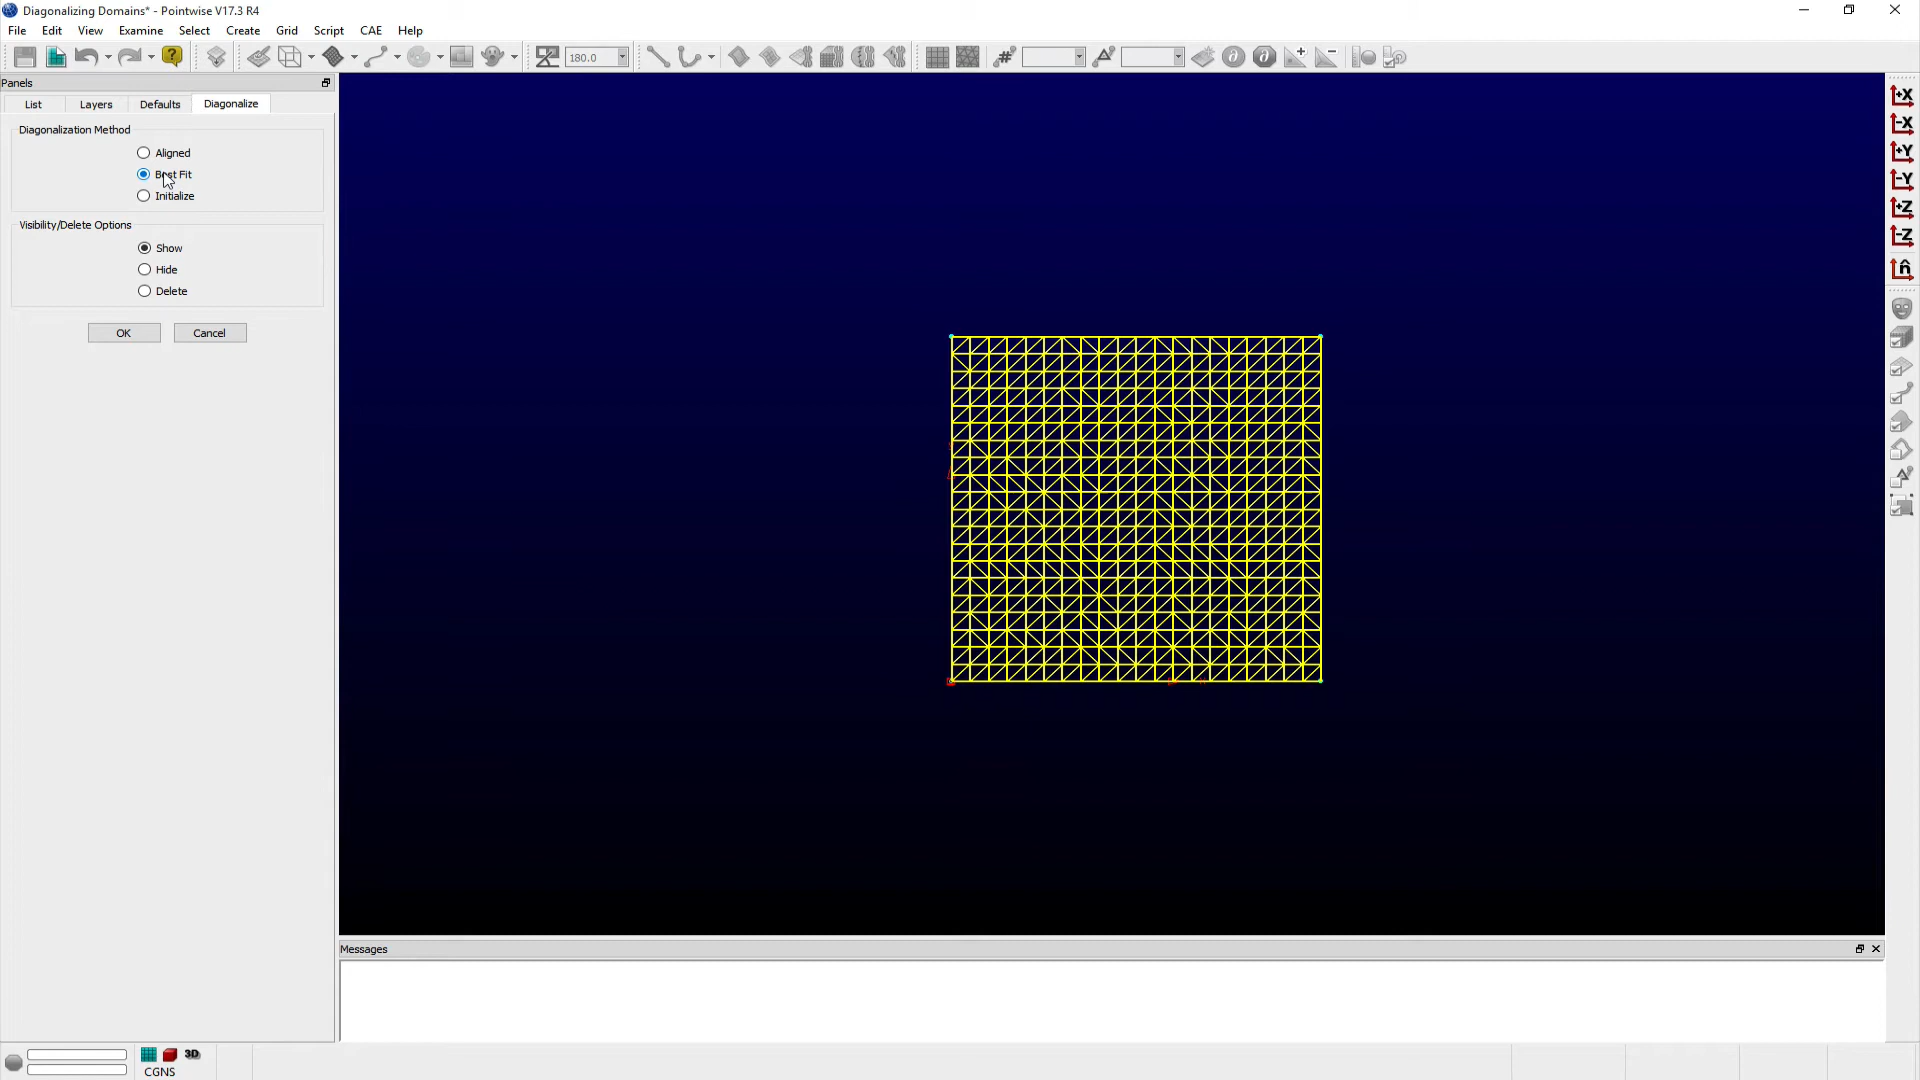 Diagonalizing Domains* - Pointwise V17.3 R4
File Edit View Examine Select Create Grid Script CAE Help
180.0
Panels
List Layers Defaults Diagonalize
Diagonalization Method
Aligned
Best Fit
Initialize
Visibility/Delete Options
Show
Hide
Delete
OK Cancel
+X
-X
+Y
-Y
+Z
-Z
n̂
Messages
3D
CGNS